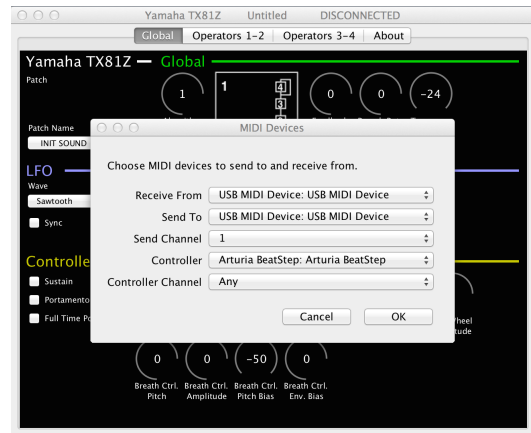 Yamaha TX81Z Untitled DISCONNECTED
Global Operators 1-2 Operators 3-4 About
Yamaha TX81Z — Global
Patch
1
1
4
3
0
0
-24
Patch Name
INIT SOUND
LFO
Wave
Sawtooth
Sync
Controlle
Sustain
Portamento
Full Time Po
MIDI Devices
Choose MIDI devices to send to and receive from.
Receive From USB MIDI Device: USB MIDI Device
Send To USB MIDI Device: USB MIDI Device
Send Channel 1
Controller Arturia BeatStep: Arturia BeatStep
Controller Channel Any
Cancel OK
0 0 -50 0
Breath Ctrl. Breath Ctrl. Breath Ctrl. Breath Ctrl.
Pitch Amplitude Pitch Bias Env. Bias